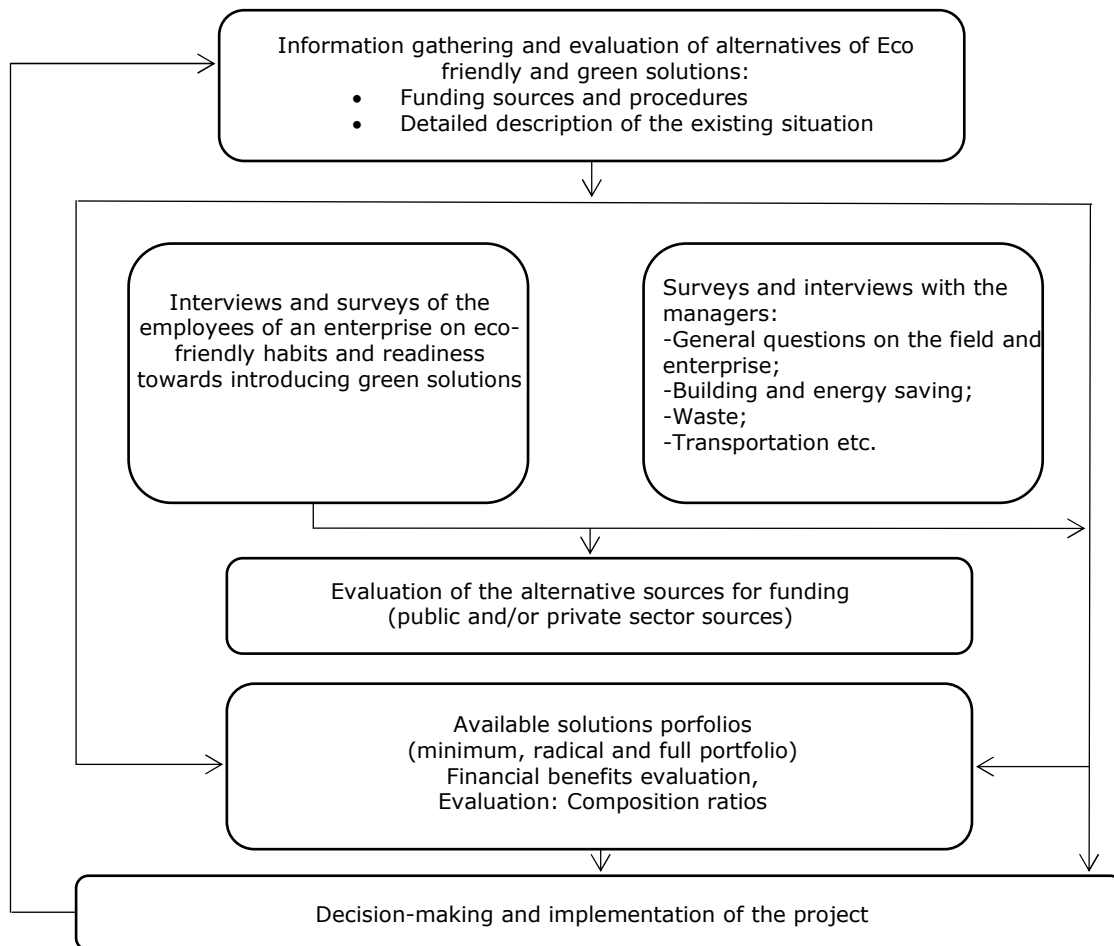 Information gathering and evaluation of alternatives of Eco
friendly and green solutions:
• Funding sources and procedures
• Detailed description of the existing situation
Interviews and surveys of the
employees of an enterprise on eco-
friendly habits and readiness
towards introducing green solutions
Surveys and interviews with the
managers:
-General questions on the field and
enterprise;
-Building and energy saving;
-Waste;
-Transportation etc.
Evaluation of the alternative sources for funding
(public and/or private sector sources)
Available solutions porfolios
(minimum, radical and full portfolio)
Financial benefits evaluation,
Evaluation: Composition ratios
Decision-making and implementation of the project